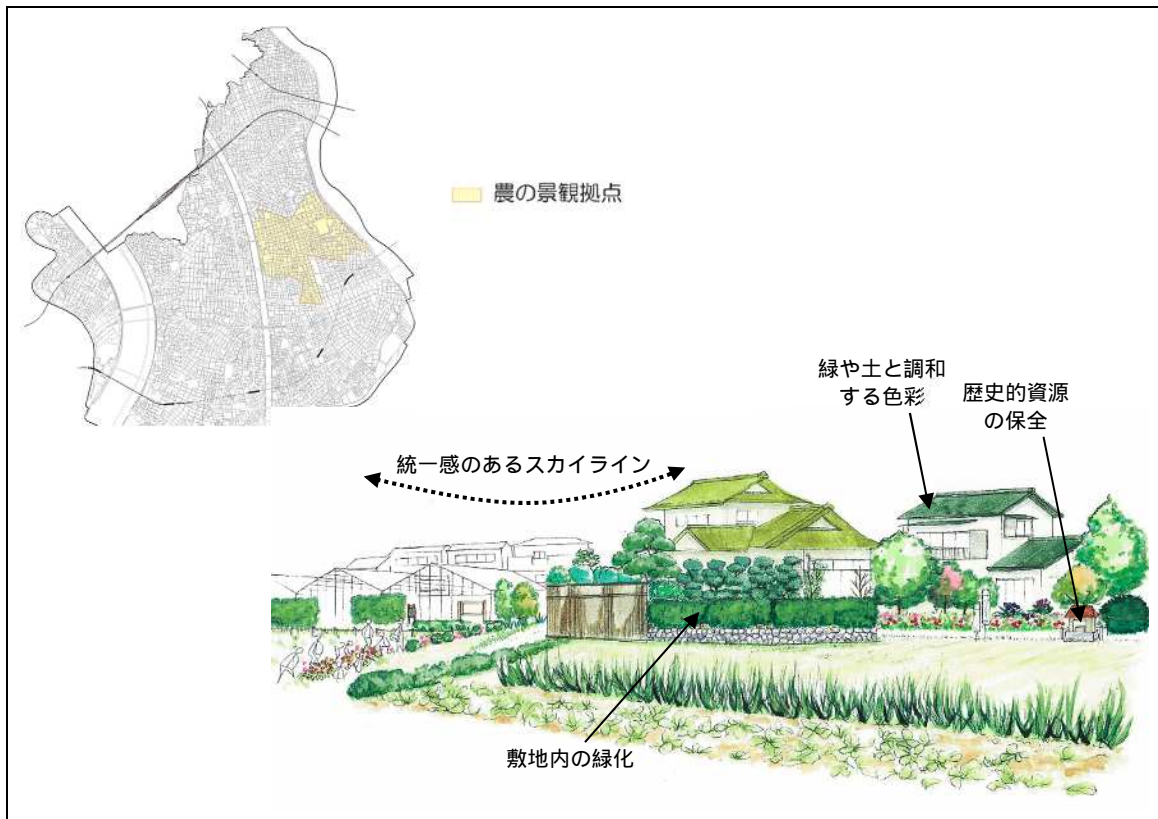 農の景観拠点
緑や土と調和
する色彩
歴史的資源
の保全
統一感のあるスカイライン
敷地内の緑化